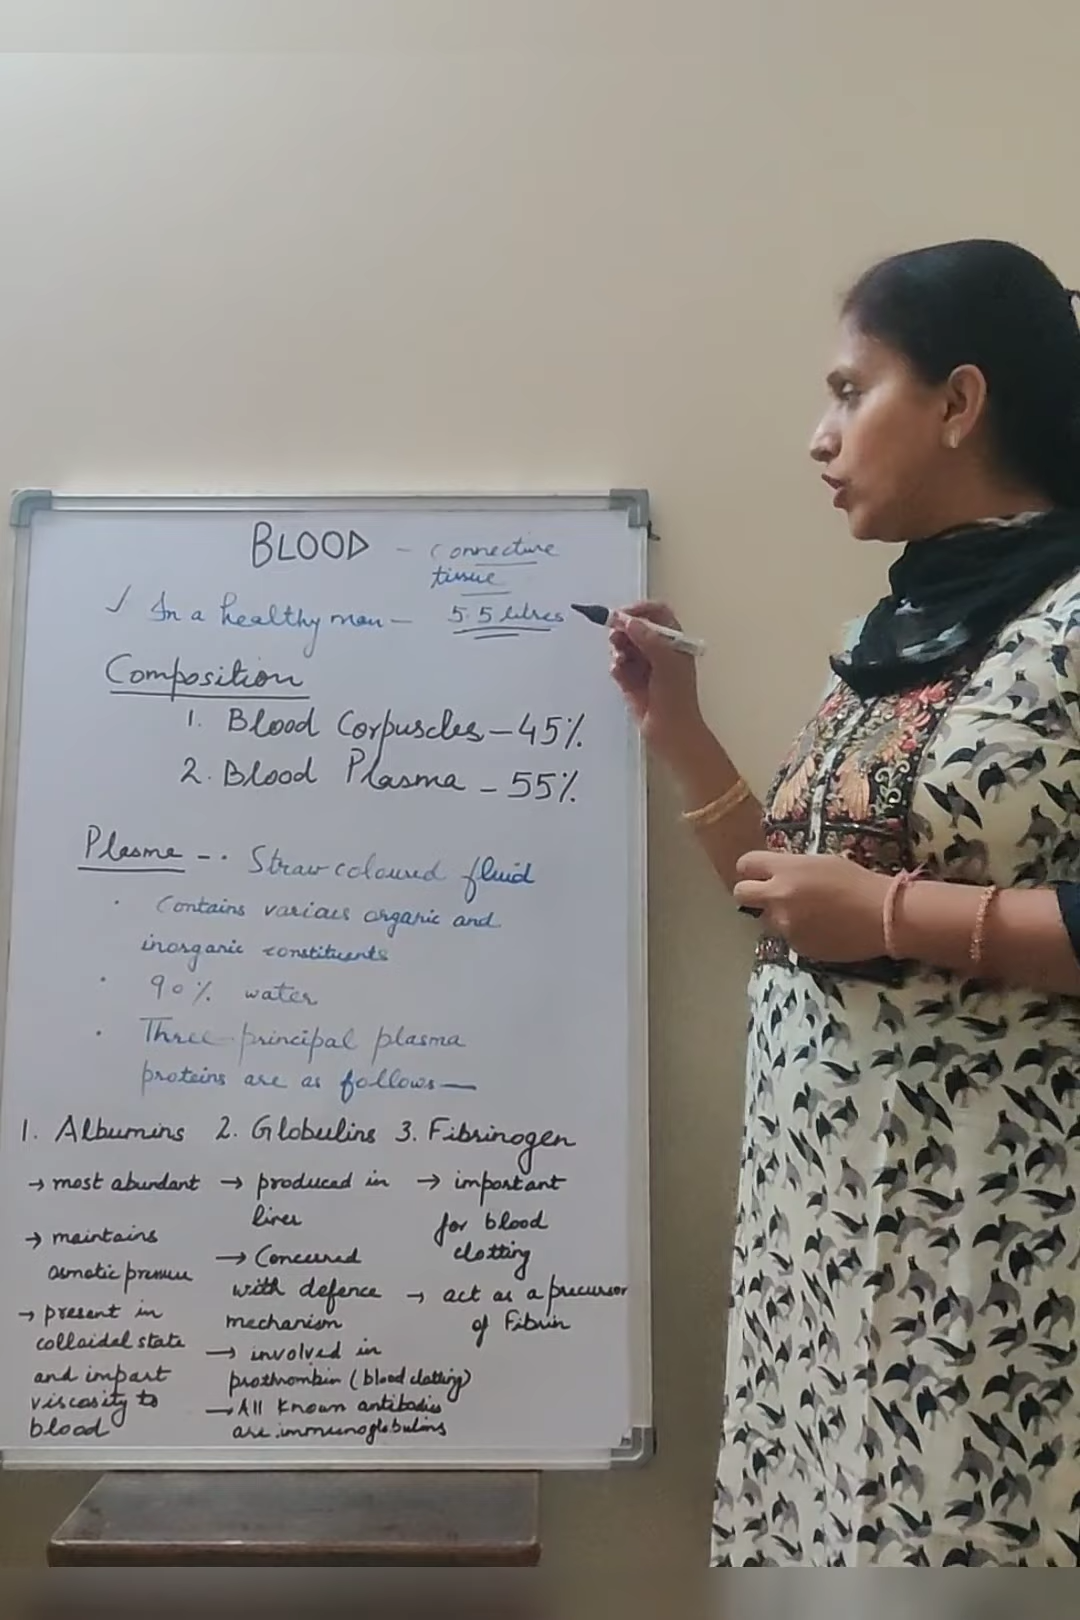 BLOOD - Connective
tissue
✓ In a healthy man - 5.5 litres
Composition
1. Blood Corpuscles - 45%
2. Blood Plasma - 55%
Plasma - • Straw coloured fluid
• Contains various organic and
inorganic constituents
• 90% water
• Three principal plasma
proteins are as follows -
1. Albumins 2. Globulins 3. Fibrinogen
→ most abundant
→ maintains
osmotic pressure
→ present in
colloidal state
and impart
viscosity to
blood
→ produced in
liver
→ Concerned
with defence
mechanism
→ involved in
prothrombin (blood clotting)
→ All known antibodies
are immunoglobulins
→ important
for blood
clotting
→ act as a precursor
of Fibrin